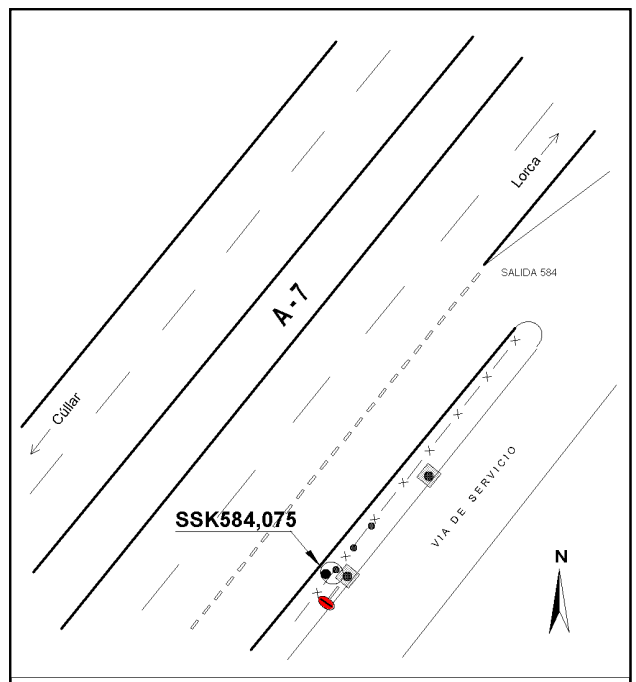 Lorca
SALIDA 584
A - 7
Cúllar
VIA DE SERVICIO
SSK584,075
N